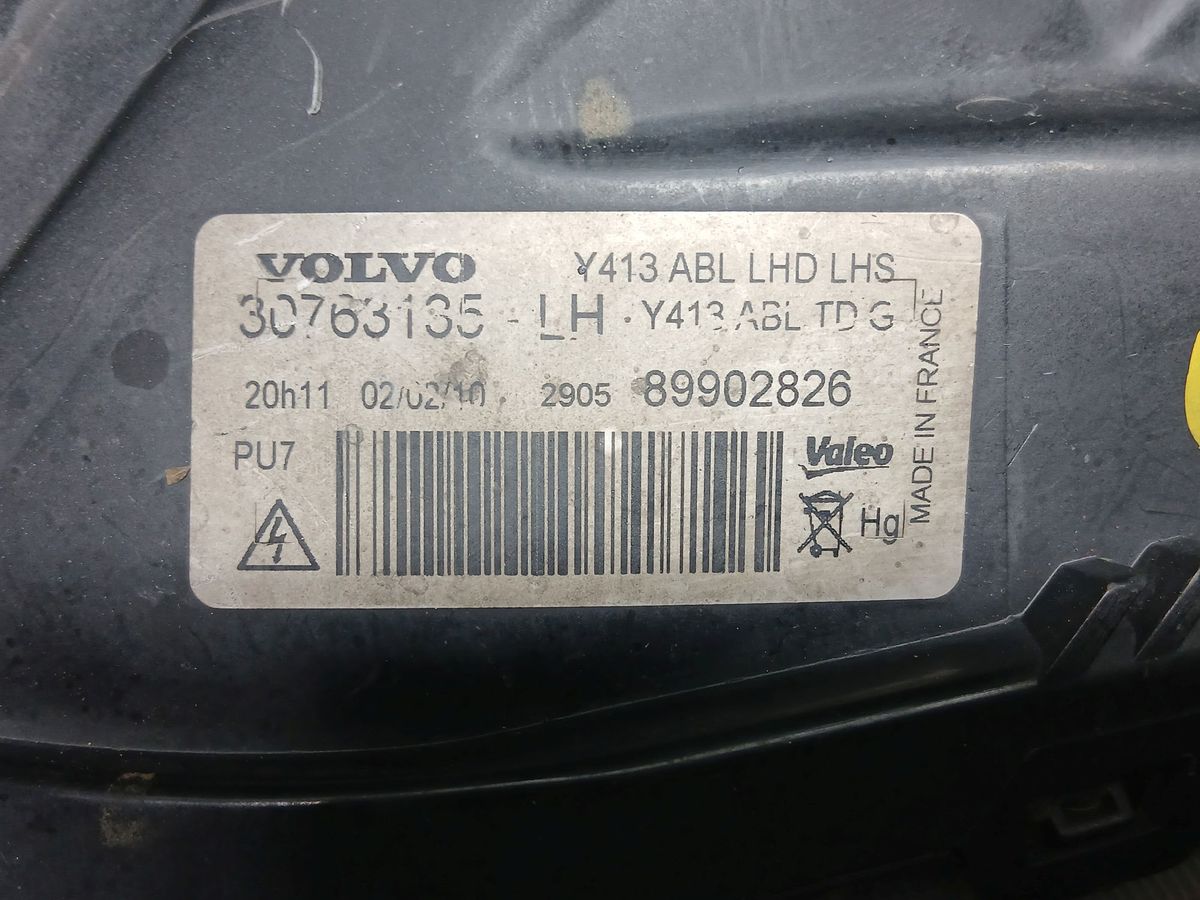 VOLVO Y413 ABL LHD LHS
30763135 - LH · Y413 ABL TD G
20h11 02/02/10 2905 89902826
PU7
Valeo
Hg
MADE IN FRANCE